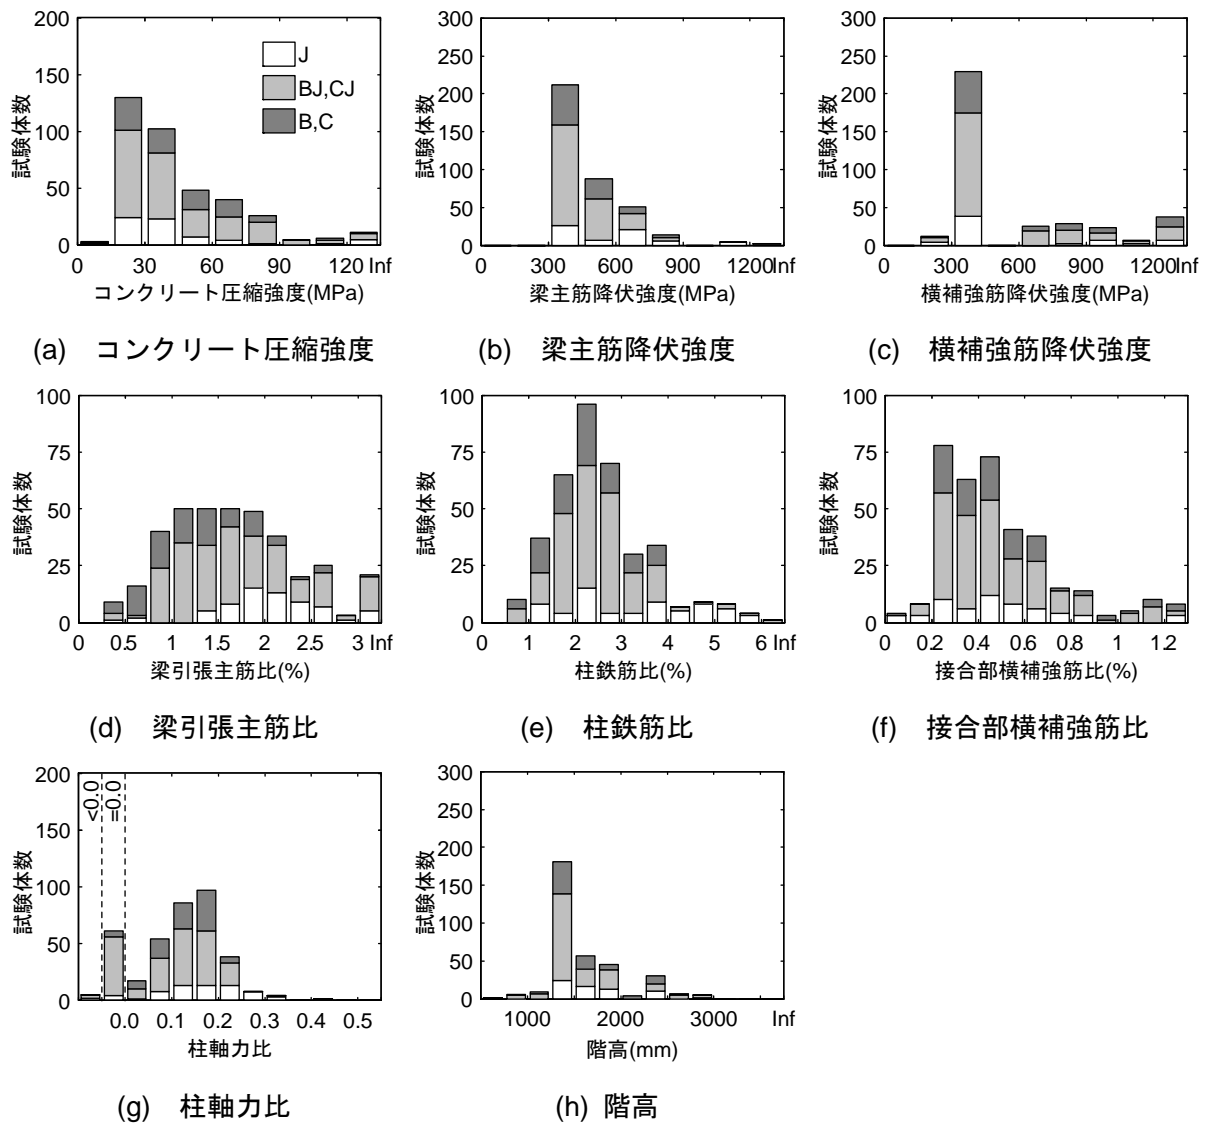 200
150
100
50
0
試験体数
J
BJ,CJ
B,C
0 30 60 90 120 Inf
コンクリート圧縮強度(MPa)
(a) コンクリート圧縮強度
300
250
200
150
100
50
0
試験体数
0 300 600 900 1200Inf
梁主筋降伏強度(MPa)
(b) 梁主筋降伏強度
300
250
200
150
100
50
0
試験体数
0 300 600 900 1200Inf
横補強筋降伏強度(MPa)
(c) 横補強筋降伏強度
100
75
50
25
0
試験体数
0 0.5 1 1.5 2 2.5 3 Inf
梁引張主筋比(%)
(d) 梁引張主筋比
100
75
50
25
0
試験体数
0 1 2 3 4 5 6 Inf
柱鉄筋比(%)
(e) 柱鉄筋比
100
75
50
25
0
試験体数
0 0.2 0.4 0.6 0.8 1 1.2
接合部横補強筋比(%)
(f) 接合部横補強筋比
200
150
100
50
0
試験体数
<0.0
=0.0
0.0 0.1 0.2 0.3 0.4 0.5
柱軸力比
(g) 柱軸力比
300
250
200
150
100
50
0
試験体数
1000 2000 3000 Inf
階高(mm)
(h) 階高